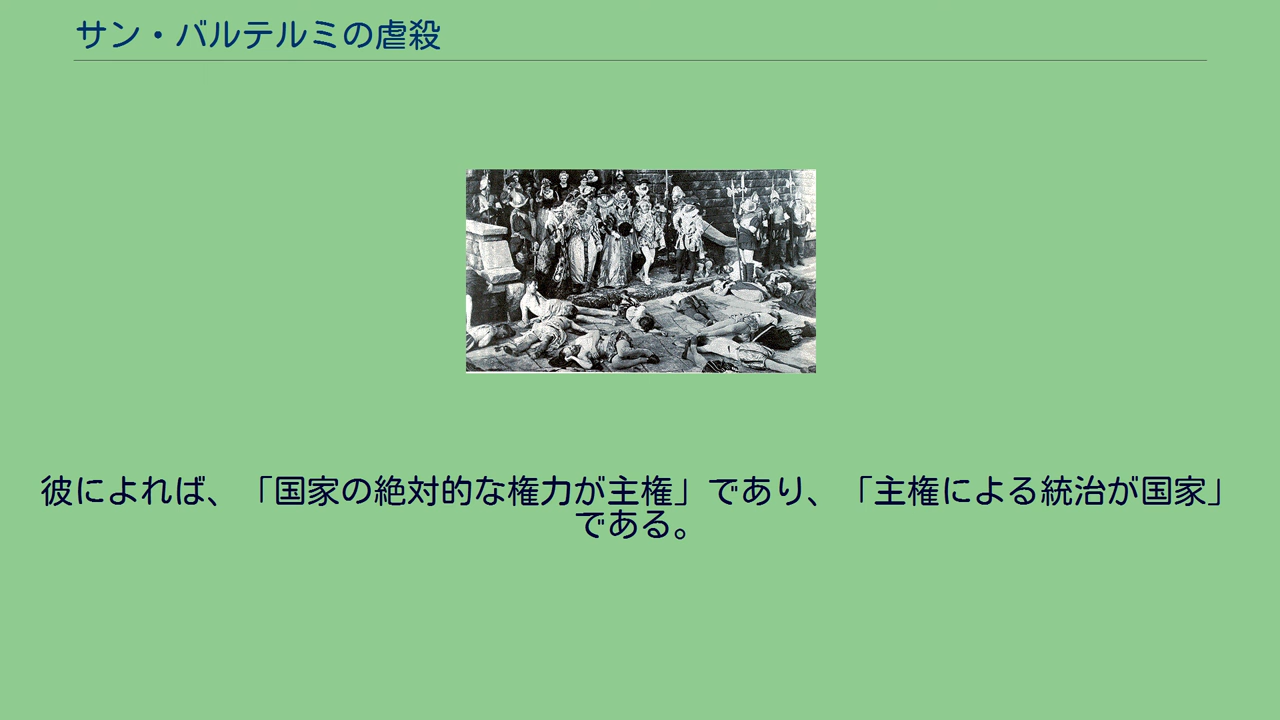 サン・バルテルミの虐殺
彼によれば、「国家の絶対的な権力が主権」であり、「主権による統治が国家」
である。